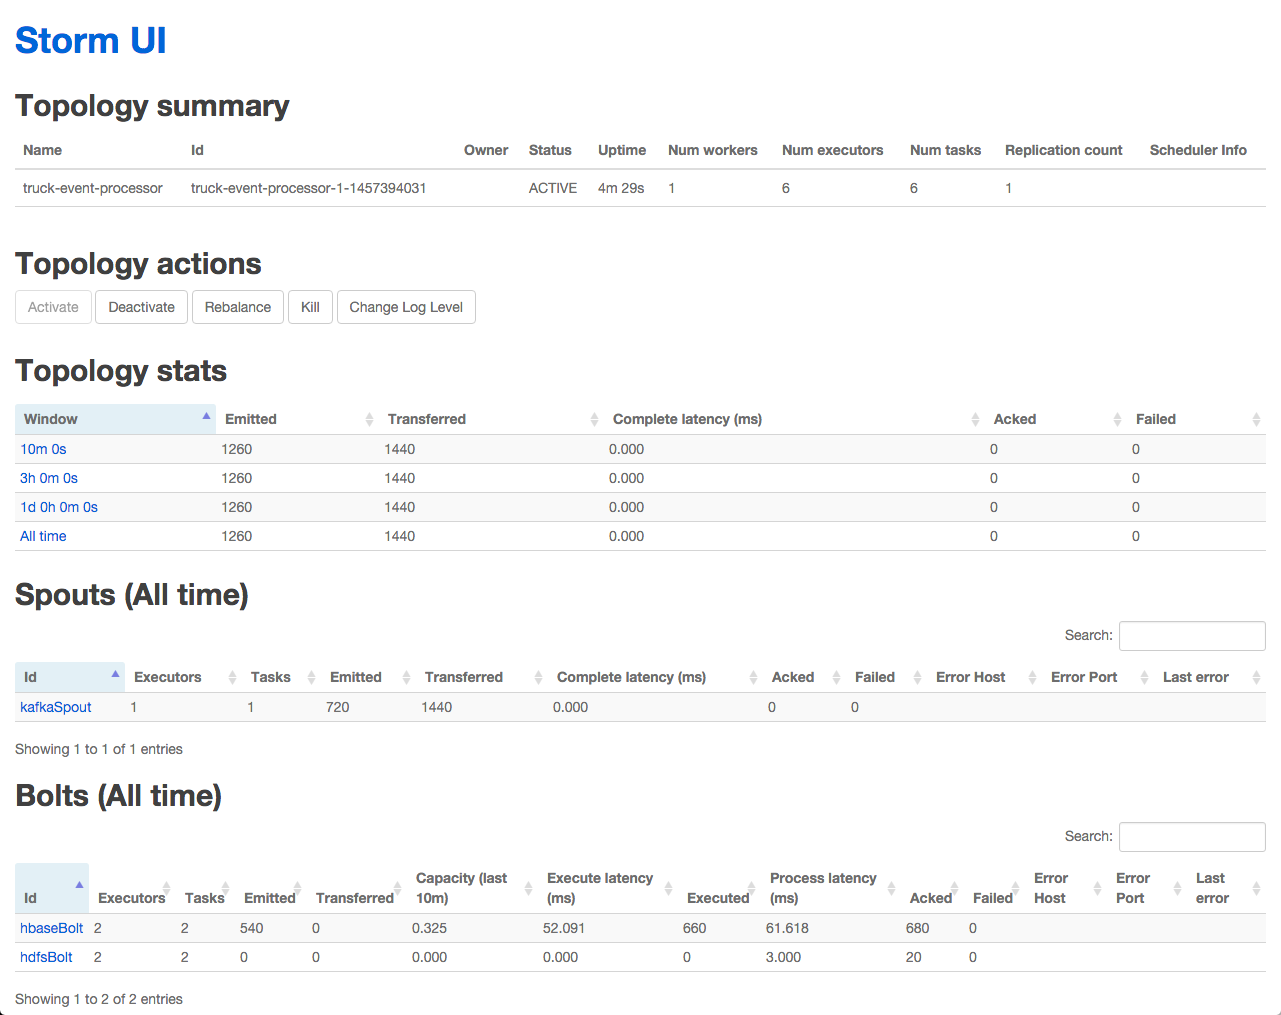 Storm UI
Topology summary
Name Id Owner Status Uptime Num workers Num executors Num tasks Replication count Scheduler Info
truck-event-processor truck-event-processor-1-1457394031 ACTIVE 4m 29s 1 6 6 1
Topology actions
Activate Deactivate Rebalance Kill Change Log Level
Topology stats
Window Emitted Transferred Complete latency (ms) Acked Failed
10m 0s 1260 1440 0.000 0 0
3h 0m 0s 1260 1440 0.000 0 0
1d 0h 0m 0s 1260 1440 0.000 0 0
All time 1260 1440 0.000 0 0
Spouts (All time)
Search:
Id Executors Tasks Emitted Transferred Complete latency (ms) Acked Failed Error Host Error Port Last error
kafkaSpout 1 1 720 1440 0.000 0 0
Showing 1 to 1 of 1 entries
Bolts (All time)
Search:
Capacity (last Execute latency Process latency Error Error Last
Id Executors Tasks Emitted Transferred 10m) (ms) Executed (ms) Acked Failed Host Port error
hbaseBolt 2 2 540 0 0.325 52.091 660 61.618 680 0
hdfsBolt 2 2 0 0 0.000 0.000 0 3.000 20 0
Showing 1 to 2 of 2 entries